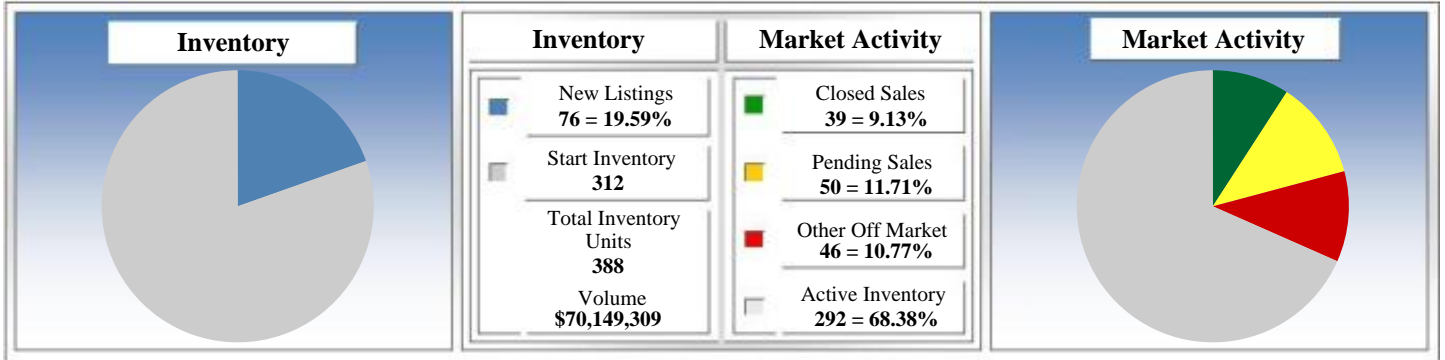 Inventory
Inventory
Market Activity
New Listings
76 = 19.59%
Start Inventory
312
Total Inventory
Units
388
Volume
$70,149,309
Closed Sales
39 = 9.13%
Pending Sales
50 = 11.71%
Other Off Market
46 = 10.77%
Active Inventory
292 = 68.38%
Market Activity